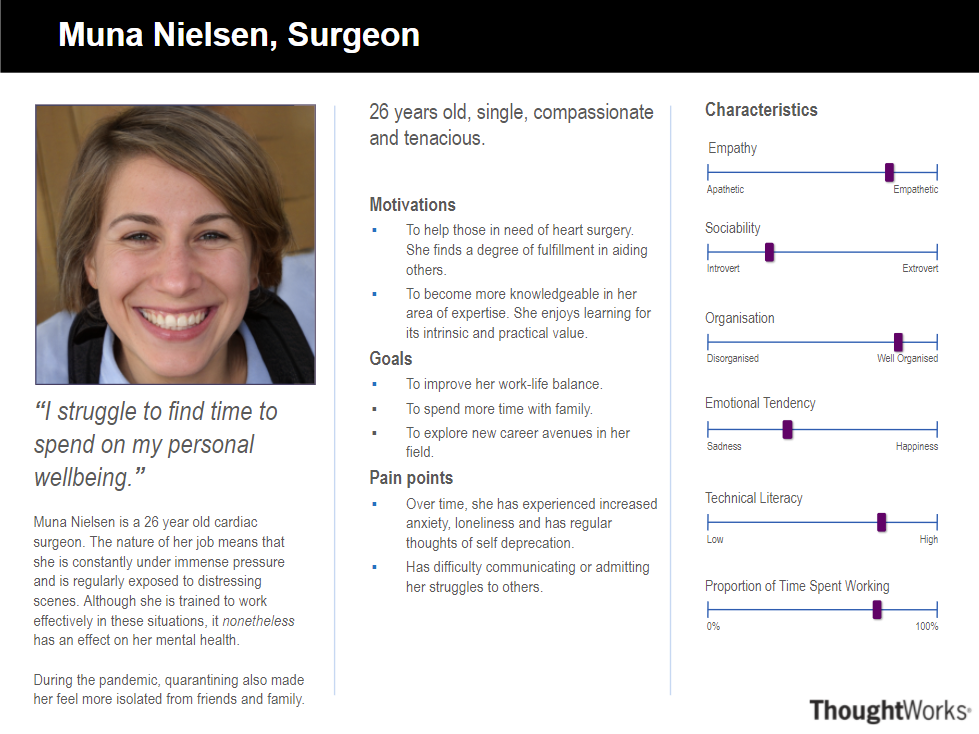 Muna Nielsen, Surgeon
“I struggle to find time to
spend on my personal
wellbeing.”
Muna Nielsen is a 26 year old cardiac
surgeon. The nature of her job means that
she is constantly under immense pressure
and is regularly exposed to distressing
scenes. Although she is trained to work
effectively in these situations, it nonetheless
has an effect on her mental health.
During the pandemic, quarantining also made
her feel more isolated from friends and family.
26 years old, single, compassionate
and tenacious.
Motivations
▪ To help those in need of heart surgery.
She finds a degree of fulfillment in aiding
others.
▪ To become more knowledgeable in her
area of expertise. She enjoys learning for
its intrinsic and practical value.
Goals
▪ To improve her work-life balance.
▪ To spend more time with family.
▪ To explore new career avenues in her
field.
Pain points
▪ Over time, she has experienced increased
anxiety, loneliness and has regular
thoughts of self deprecation.
▪ Has difficulty communicating or admitting
her struggles to others.
Characteristics
Empathy
Apathetic Empathetic
Sociability
Introvert Extrovert
Organisation
Disorganised Well Organised
Emotional Tendency
Sadness Happiness
Technical Literacy
Low High
Proportion of Time Spent Working
0% 100%
ThoughtWorks®